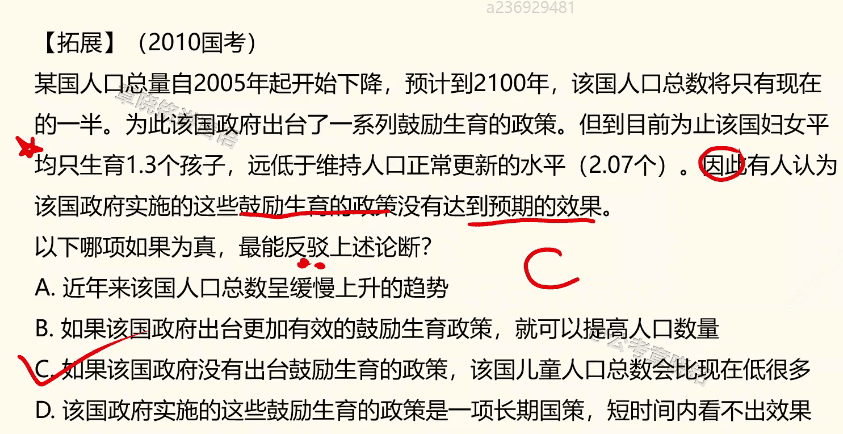 a236929481
【拓展】（2010国考）
某国人口总量自2005年起开始下降，预计到2100年，该国人口总数将只有现在
的一半。为此该国政府出台了一系列鼓励生育的政策。但到目前为止该国妇女平
均只生育1.3个孩子，远低于维持人口正常更新的水平（2.07个）。因此有人认为
该国政府实施的这些鼓励生育的政策没有达到预期的效果。
以下哪项如果为真，最能反驳上述论断？
C
A. 近年来该国人口总数呈缓慢上升的趋势
B. 如果该国政府出台更加有效的鼓励生育政策，就可以提高人口数量
C. 如果该国政府没有出台鼓励生育的政策，该国儿童人口总数会比现在低很多
D. 该国政府实施的这些鼓励生育的政策是一项长期国策，短时间内看不出效果